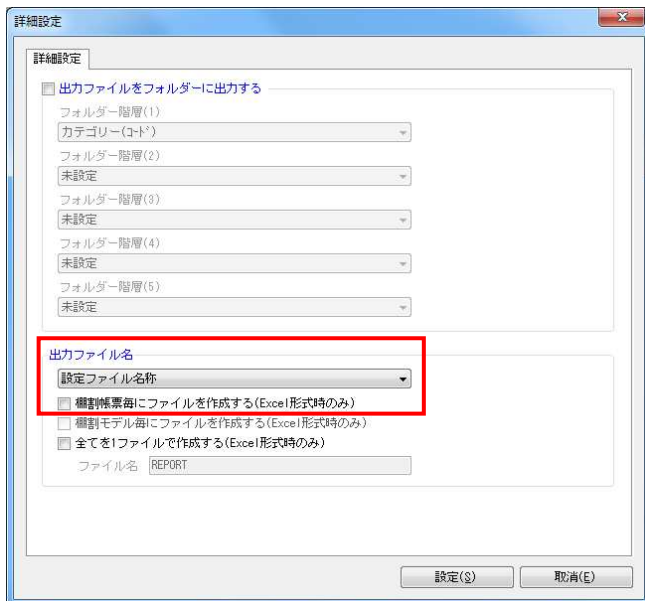 詳細設定
詳細設定
出力ファイルをフォルダーに出力する
フォルダー階層(1)
カテゴリー(ｺｰﾄﾞ)
フォルダー階層(2)
未設定
フォルダー階層(3)
未設定
フォルダー階層(4)
未設定
フォルダー階層(5)
未設定
出力ファイル名
設定ファイル名称
棚割帳票毎にファイルを作成する(Excel形式時のみ)
棚割モデル毎にファイルを作成する(Excel形式時のみ)
全てを1ファイルで作成する(Excel形式時のみ)
ファイル名 REPORT
設定(S) 取消(E)